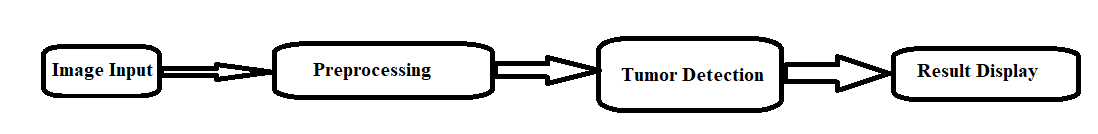 Image Input
Preprocessing
Tumor Detection
Result Display